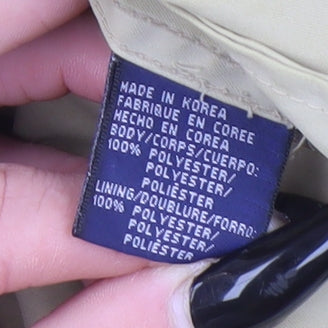 MADE IN KOREA
FABRIQUE EN COREE
HECHO EN COREA
BODY/CORPS/CUERPO:
100% POLYESTER/
POLYESTER/
POLIÉSTER
LINING/DOUBLURE/FORRO:
100% POLYESTER/
POLYESTER/
POLIÉSTER